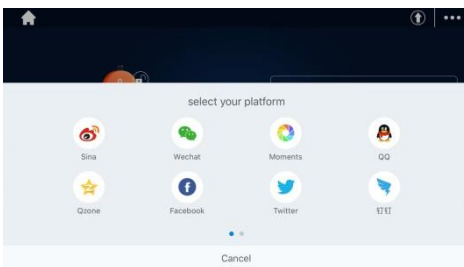 select your platform
Sina
Wechat
Moments
QQ
Qzone
Facebook
Twitter
钉钉
Cancel